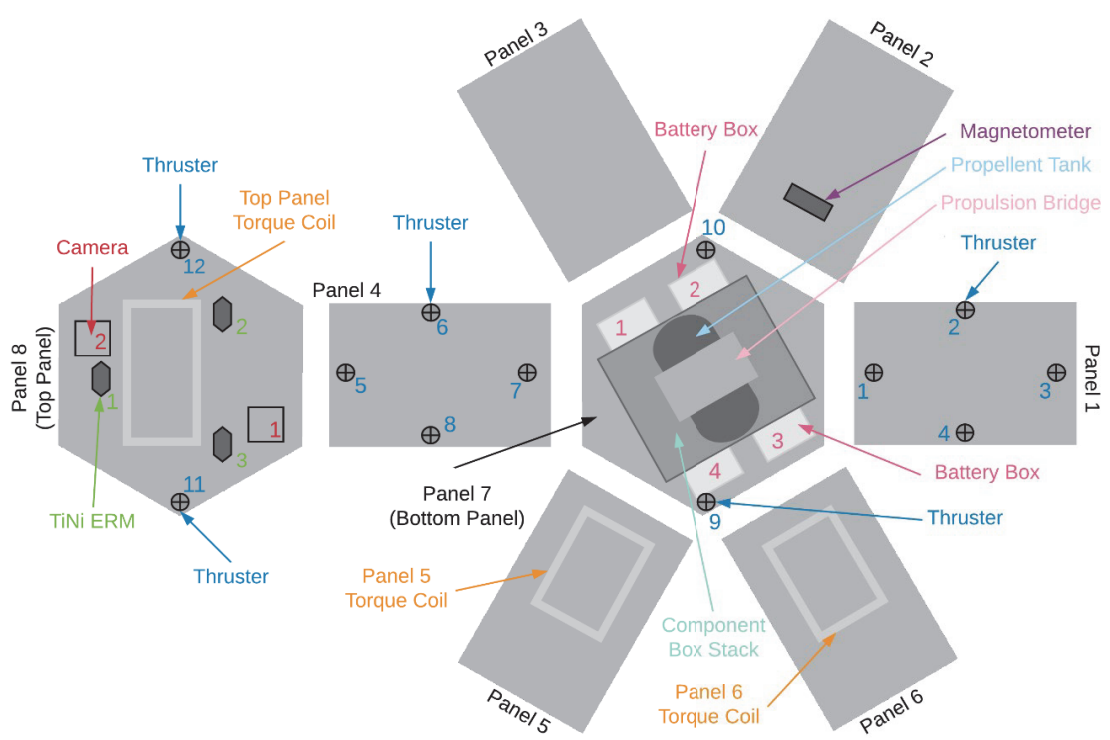 Panel 3
Panel 2
Battery Box
Magnetometer
Propellent Tank
Propulsion Bridge
Thruster
Top Panel
Torque Coil
Thruster
Thruster
Camera
12
10
2
1
2
2
1
3
Panel 8
(Top Panel)
Panel 4
6
5
7
8
2
1
3
4
Panel 1
1
2
3
4
11
9
TiNi ERM
Panel 7
(Bottom Panel)
Battery Box
Thruster
Thruster
Panel 5
Torque Coil
Component
Box Stack
Panel 6
Torque Coil
Panel 5
Panel 6